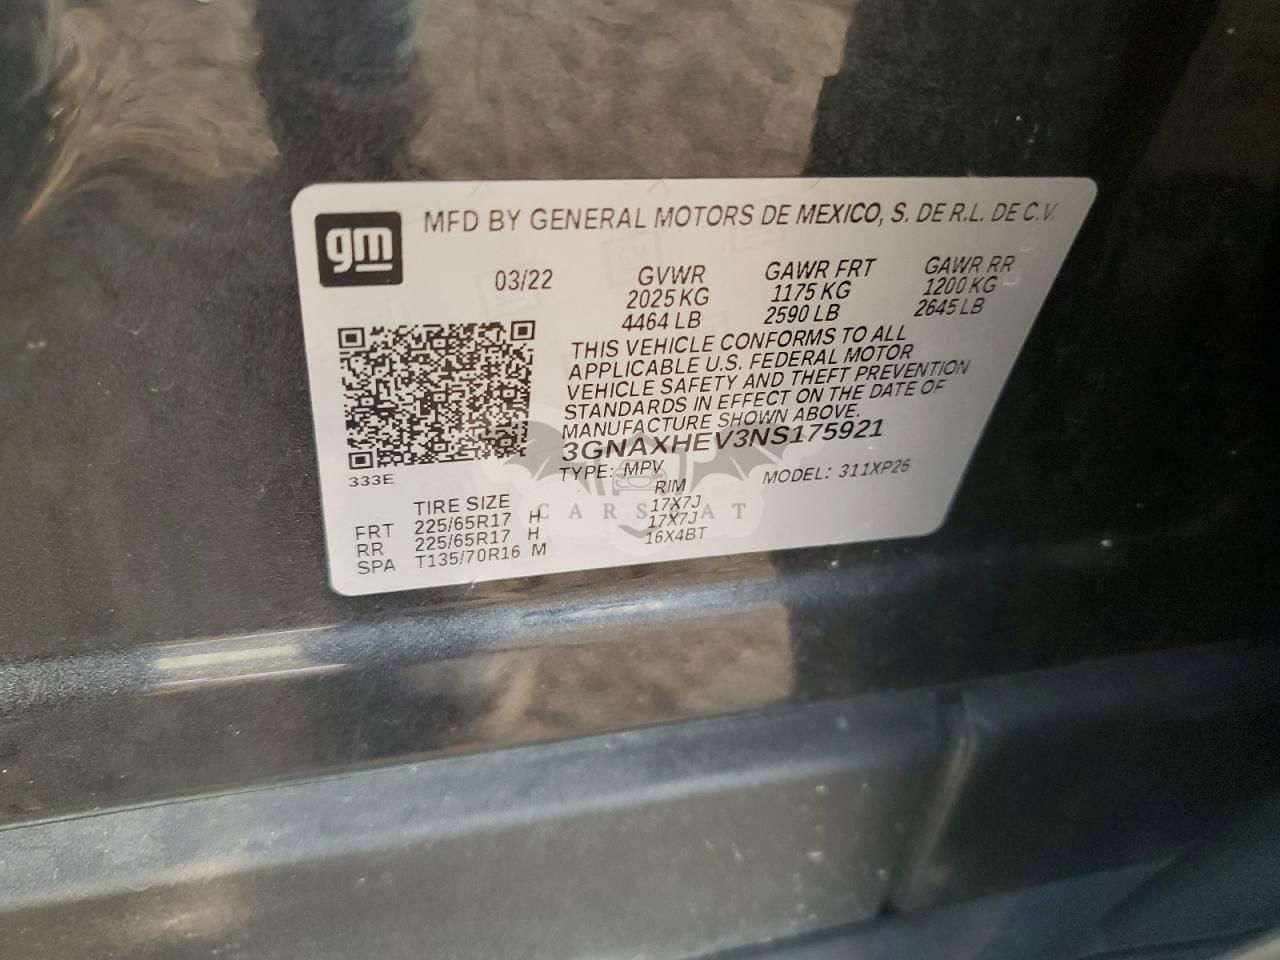 gm
MFD BY GENERAL MOTORS DE MEXICO, S. DE R.L. DE C.V.
03/22 GVWR GAWR FRT GAWR RR
2025 KG 1175 KG 1200 KG
4464 LB 2590 LB 2645 LB
THIS VEHICLE CONFORMS TO ALL
APPLICABLE U.S. FEDERAL MOTOR
VEHICLE SAFETY AND THEFT PREVENTION
STANDARDS IN EFFECT ON THE DATE OF
MANUFACTURE SHOWN ABOVE.
3GNAXHEV3NS175921
TYPE: MPV MODEL: 311XP26
333E
TIRE SIZE RIM
FRT 225/65R17 H 17X7J
RR 225/65R17 H 17X7J
SPA T135/70R16 M 16X4BT
CARSCAT